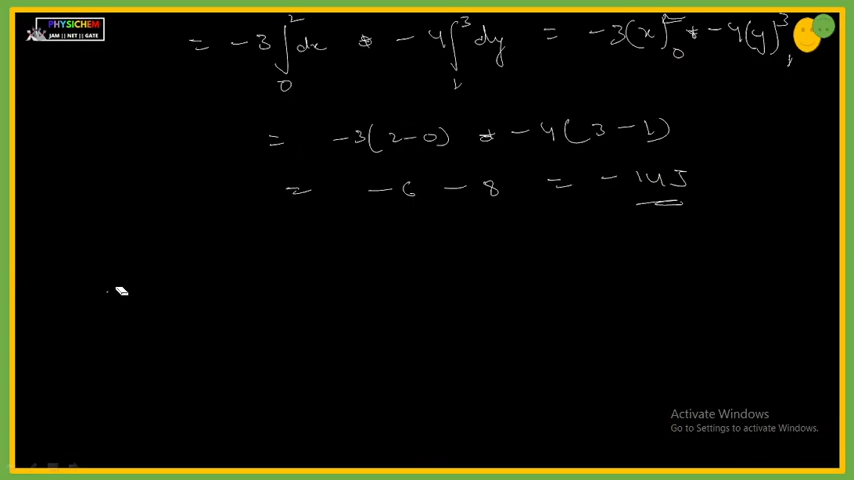 PHYSICHEM
JAM || NET || GATE
= -3 ∫₀² dx * - 4 ∫₁³ dy = -3(x)₀² * - 4(y)₁³
= -3(2-0) * - 4(3-1)
= -6 - 8 = -14J
Activate Windows
Go to Settings to activate Windows.